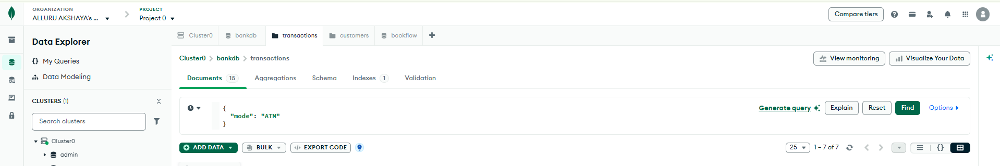 ORGANIZATION
ALLURU AKSHAYA's ...
PROJECT
Project 0
Compare tiers
Data Explorer
My Queries
Data Modeling
CLUSTERS (1)
Search clusters
Cluster0
admin
Cluster0
bankdb
transactions
customers
bookflow
Cluster0 > bankdb > transactions
View monitoring
Visualize Your Data
Documents 15
Aggregations
Schema
Indexes 1
Validation
{
"mode": "ATM"
}
Generate query
Explain
Reset
Find
Options
ADD DATA
BULK
EXPORT CODE
25
1 – 7 of 7